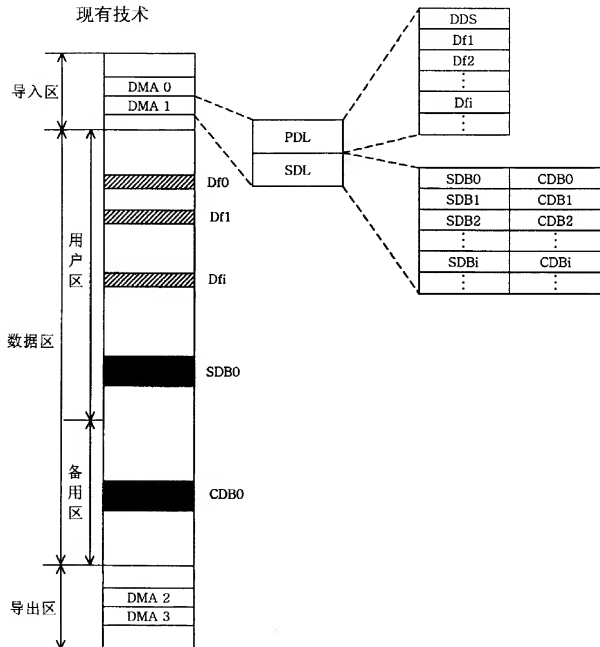 现有技术
导入区
DMA 0
DMA 1
用户区
数据区
备用区
导出区
Df0
Df1
Dfi
SDB0
CDB0
DMA 2
DMA 3
PDL
SDL
DDS
Df1
Df2
⋮
Dfi
⋮
SDB0 CDB0
SDB1 CDB1
SDB2 CDB2
⋮ ⋮
SDBi CDBi
⋮ ⋮